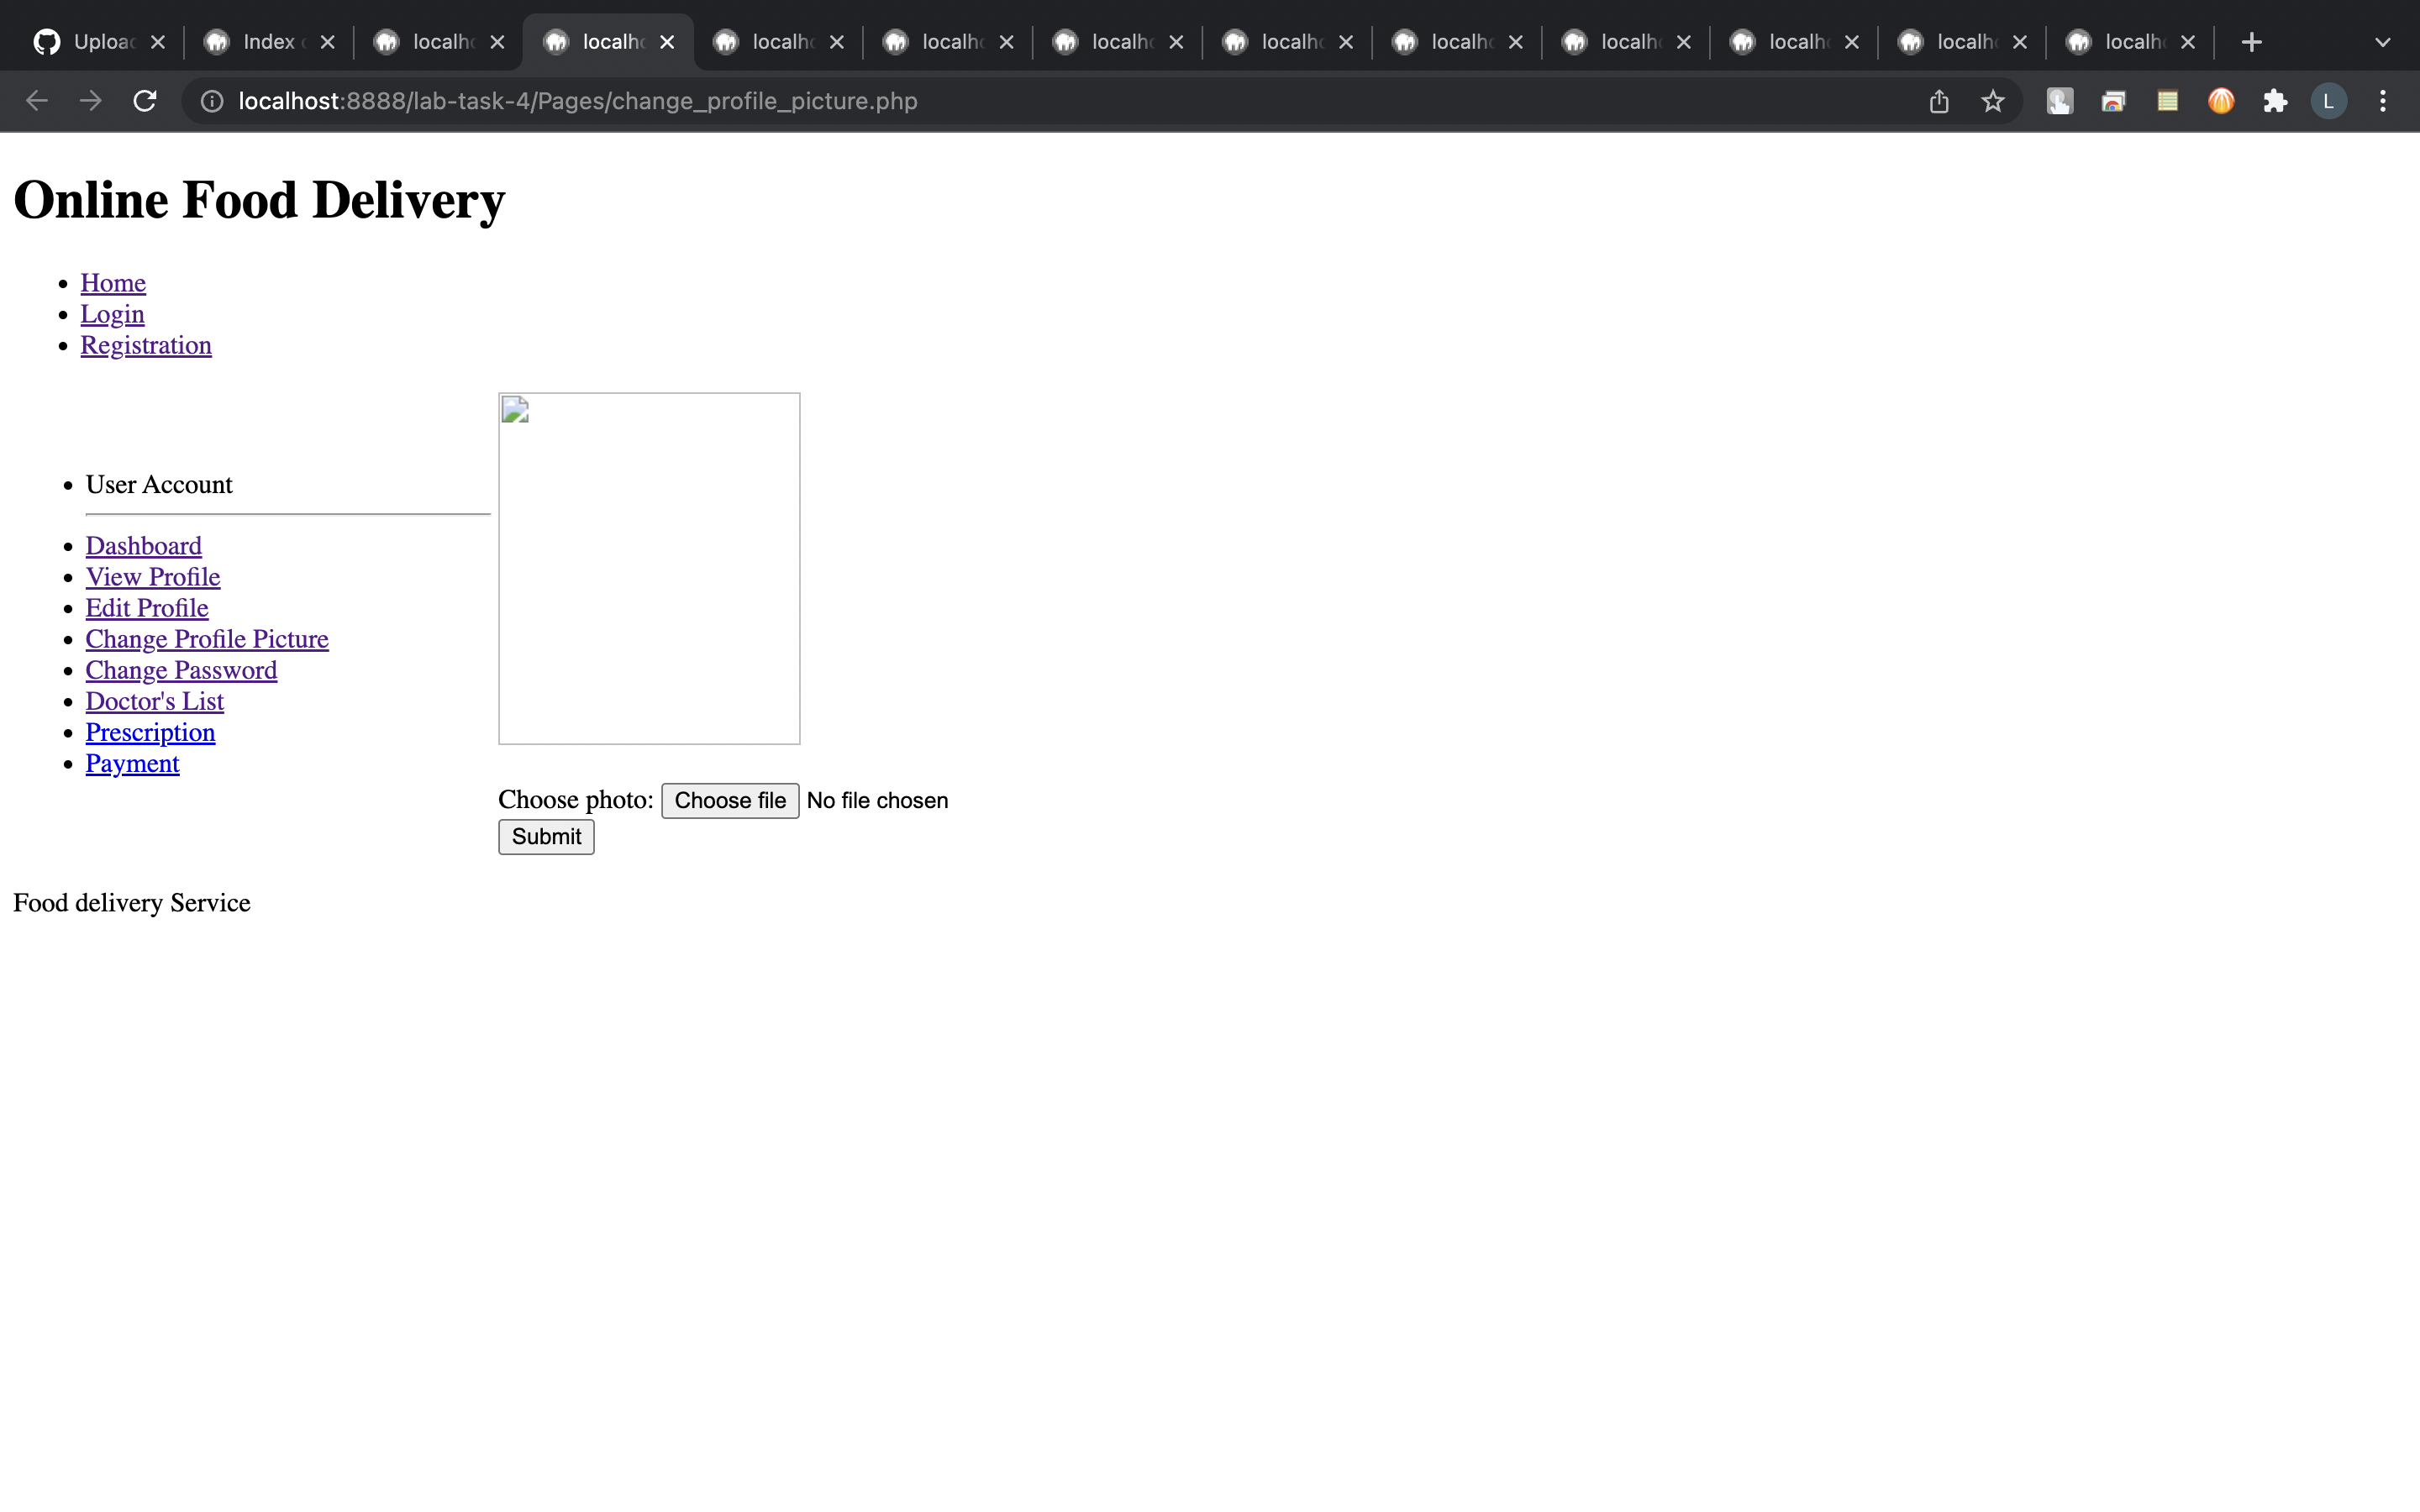 Uploa
Index
localh
localh
localh
localh
localh
localh
localh
localh
localh
localh
localh
localhost:8888/lab-task-4/Pages/change_profile_picture.php
L
Online Food Delivery
Home
Login
Registration
User Account
Dashboard
View Profile
Edit Profile
Change Profile Picture
Change Password
Doctor's List
Prescription
Payment
Choose photo: Choose file No file chosen
Submit
Food delivery Service